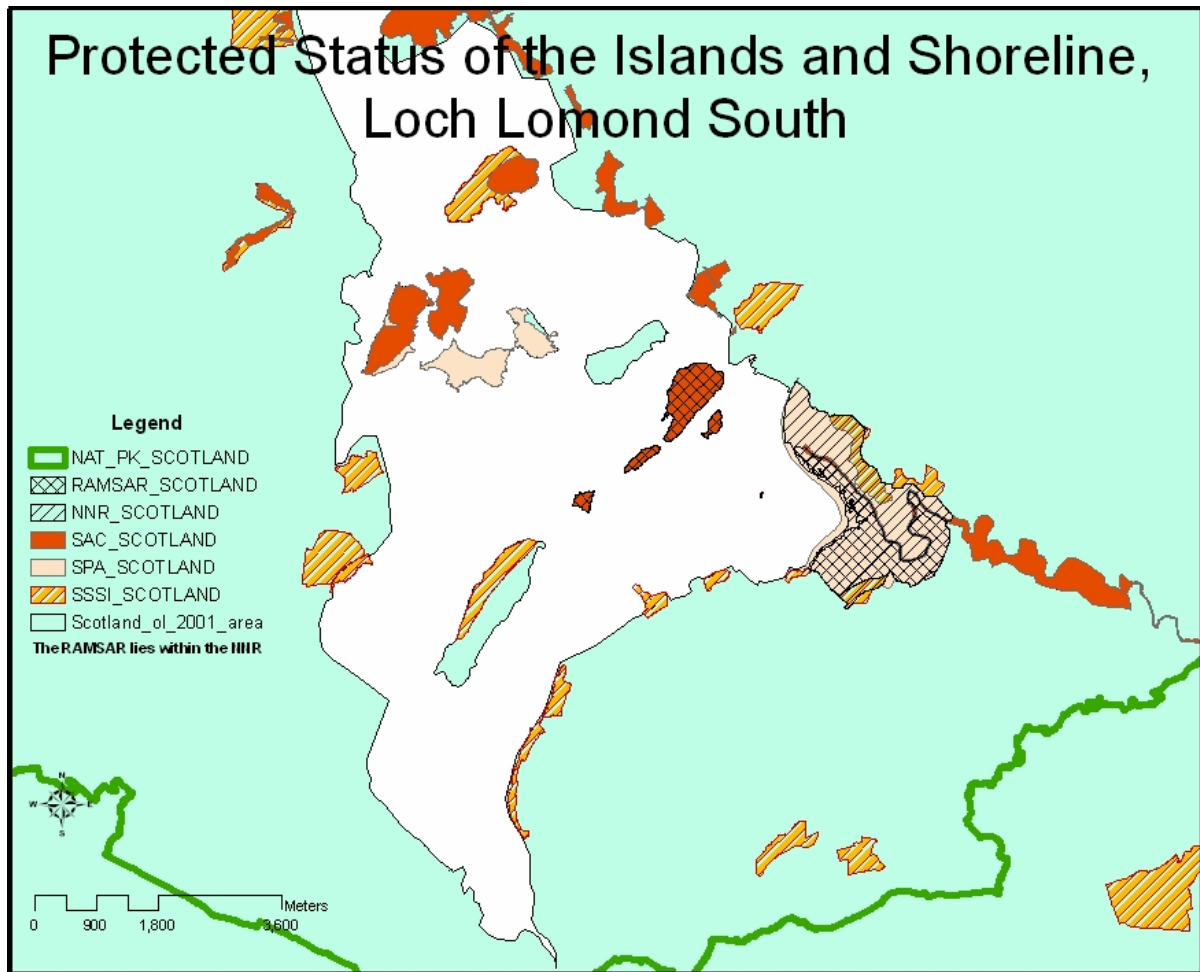 Protected Status of the Islands and Shoreline,
Loch Lomond South
Legend
NAT_PK_SCOTLAND
RAMSAR_SCOTLAND
NNR_SCOTLAND
SAC_SCOTLAND
SPA_SCOTLAND
SSSI_SCOTLAND
Scotland_ol_2001_area
The RAMSAR lies within the NNR
N
W E
S
Meters
0 900 1,800 3,600